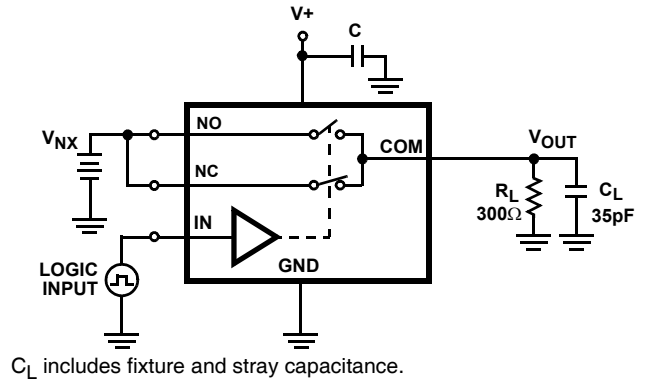 V+
C
NO
V_NX
COM
V_OUT
NC
R_L
300Ω
C_L
35pF
IN
LOGIC
INPUT
GND
C_L includes fixture and stray capacitance.